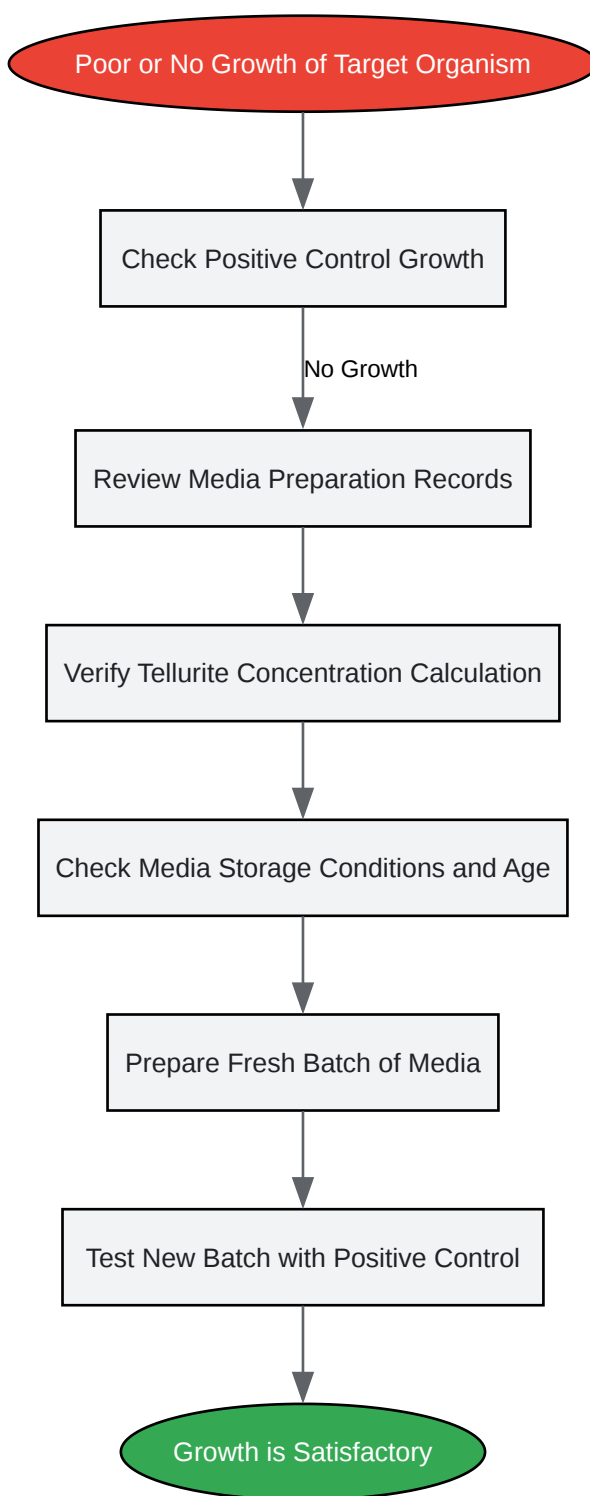 Poor or No Growth of Target Organism
Check Positive Control Growth
No Growth
Review Media Preparation Records
Verify Tellurite Concentration Calculation
Check Media Storage Conditions and Age
Prepare Fresh Batch of Media
Test New Batch with Positive Control
Growth is Satisfactory